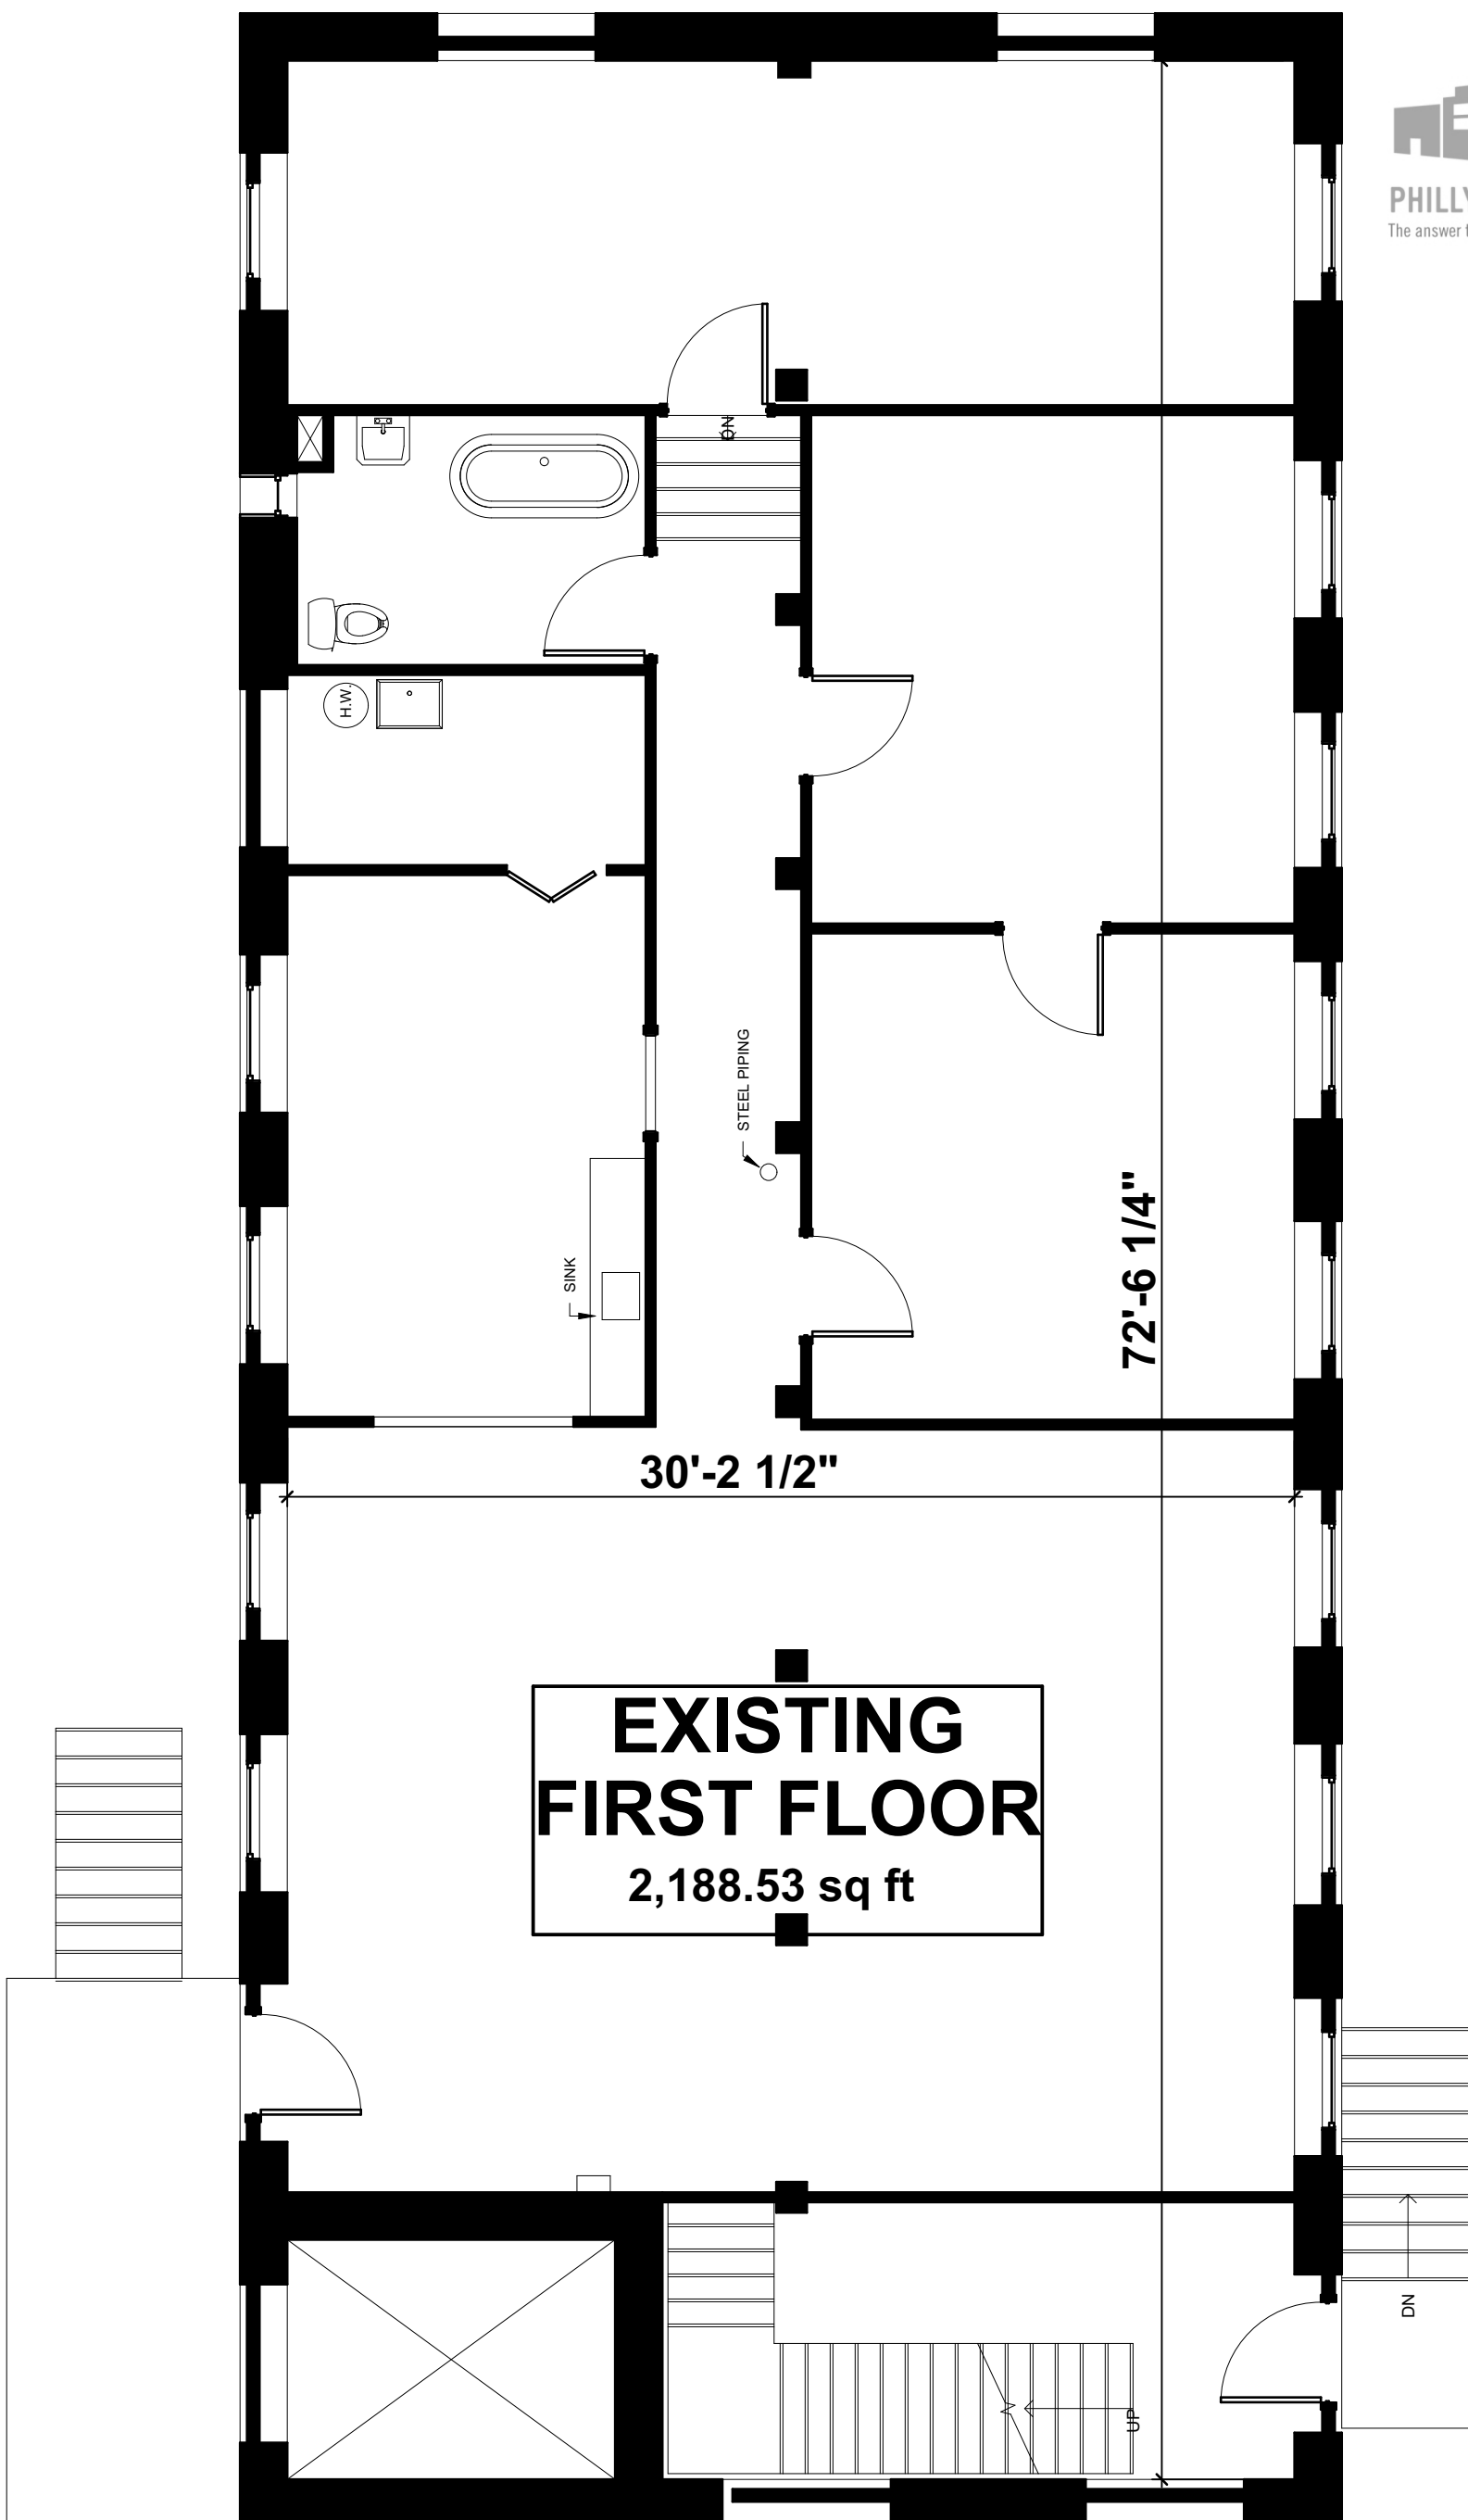 PHILLY
The answer t
DN
H.W.
STEEL PIPING
SINK
72'-6 1/4"
30'-2 1/2"
EXISTING
FIRST FLOOR
2,188.53 sq ft
DN
UP